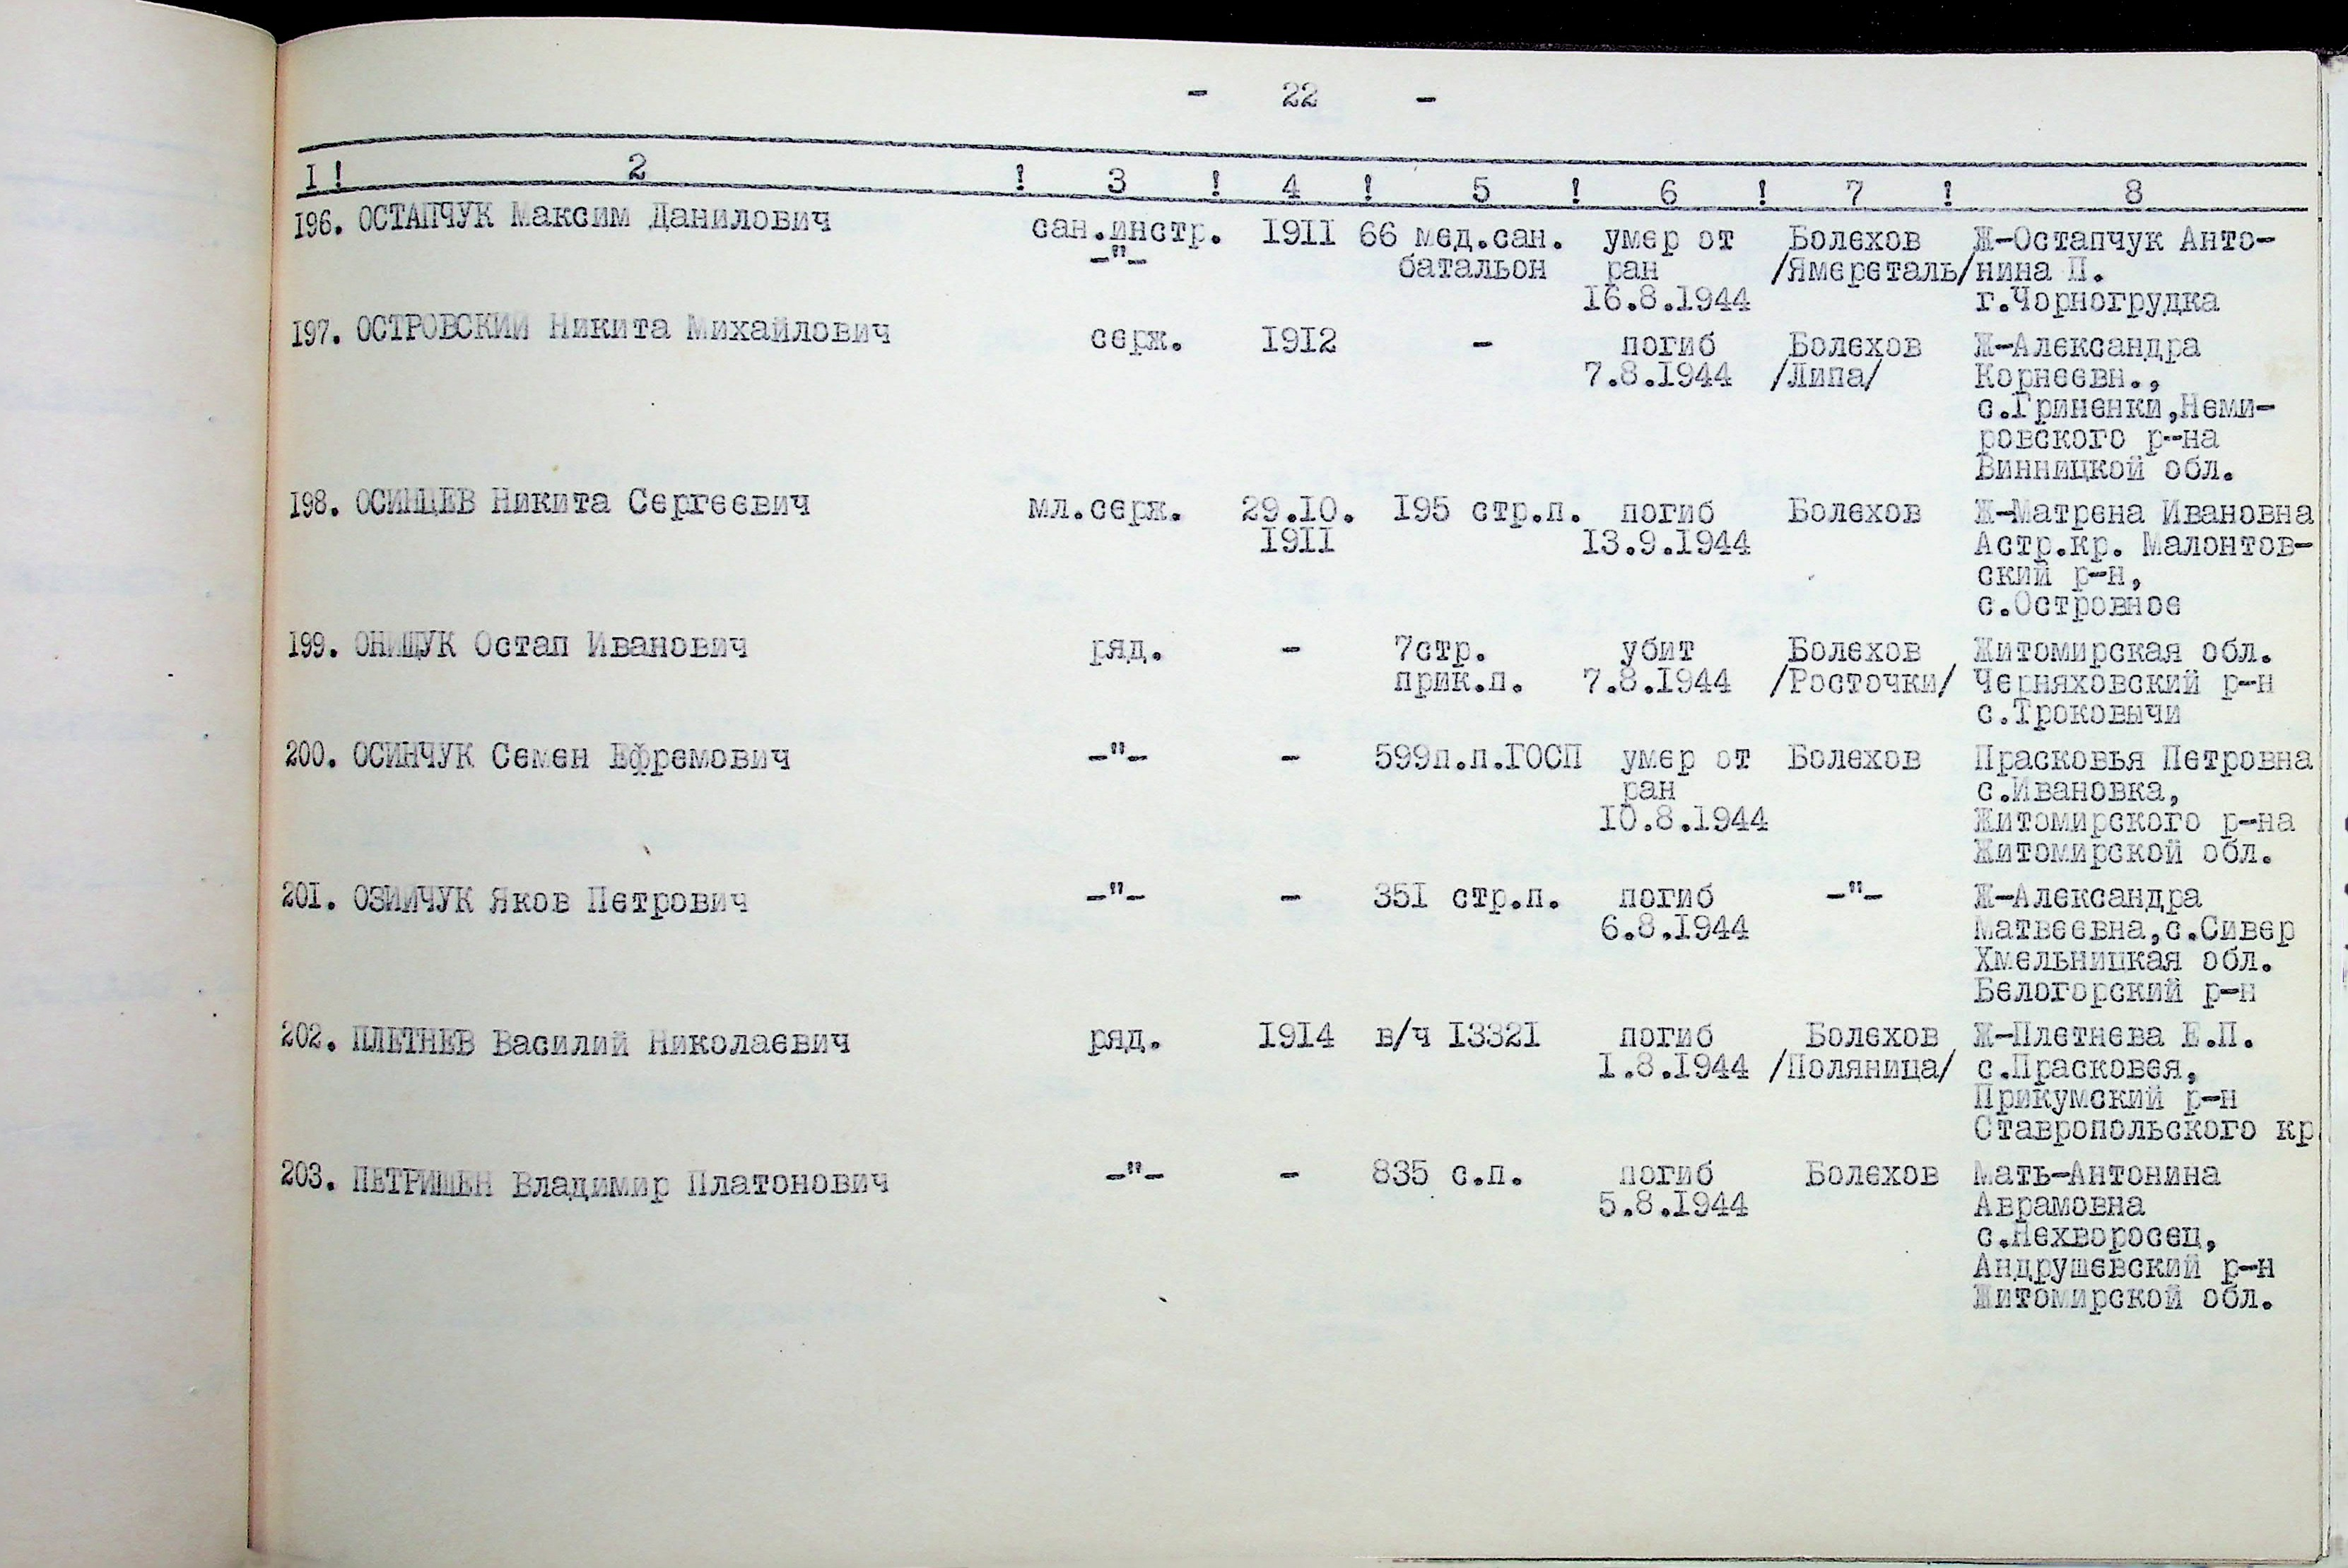 - 22 -
I! 2 ! 3 ! 4 ! 5 ! 6 ! 7 ! 8
196. ОСТАПЧУК Максим Данилович сан.инстр. 1911 66 мед.сан. умер от Болехов Ж-Остапчук Анто-
-"- батальон ран /Ямереталь/ нина П.
16.8.1944 г.Чорногрудка
197. ОСТРОВСКИЙ Никита Михайлович серж. 1912 - погиб Болехов Ж-Александра
7.8.1944 /Липа/ Корнеевн.,
с.Гриненки,Неми-
ровского р-на
Винницкой обл.
198. ОСИНЦЕВ Никита Сергеевич мл.серж. 29.10. 195 стр.п. погиб Болехов Ж-Матрена Ивановна
1911 13.9.1944 Астр.кр. Малонтов-
ский р-н,
с.Островное
199. ОНИЩУК Остап Иванович ряд. - 7стр. убит Болехов Житомирская обл.
прик.п. 7.8.1944 /Росточки/ Черняховский р-н
с.Троковычи
200. ОСИНЧУК Семен Ефремович -"- - 599п.п.ГОСП умер от Болехов Прасковья Петровна
ран с.Ивановка,
10.8.1944 Житомирского р-на
Житомирской обл.
201. ОЗИМЧУК Яков Петрович -"- - 351 стр.п. погиб -"- Ж-Александра
6.8.1944 Матвеевна,с.Сивер
Хмельницкая обл.
Белогорский р-н
202. ПЛЕТНЕВ Василий Николаевич ряд. 1914 в/ч 13321 погиб Болехов Ж-Плетнева Е.П.
1.8.1944 /Поляница/ с.Прасковея,
Прикумский р-н
Ставропольского кр
203. ПЕТРИШЕН Владимир Платонович -"- - 835 с.п. погиб Болехов Мать-Антонина
5.8.1944 Аврамовна
с.Нехворосец,
Андрушевский р-н
Житомирской обл.